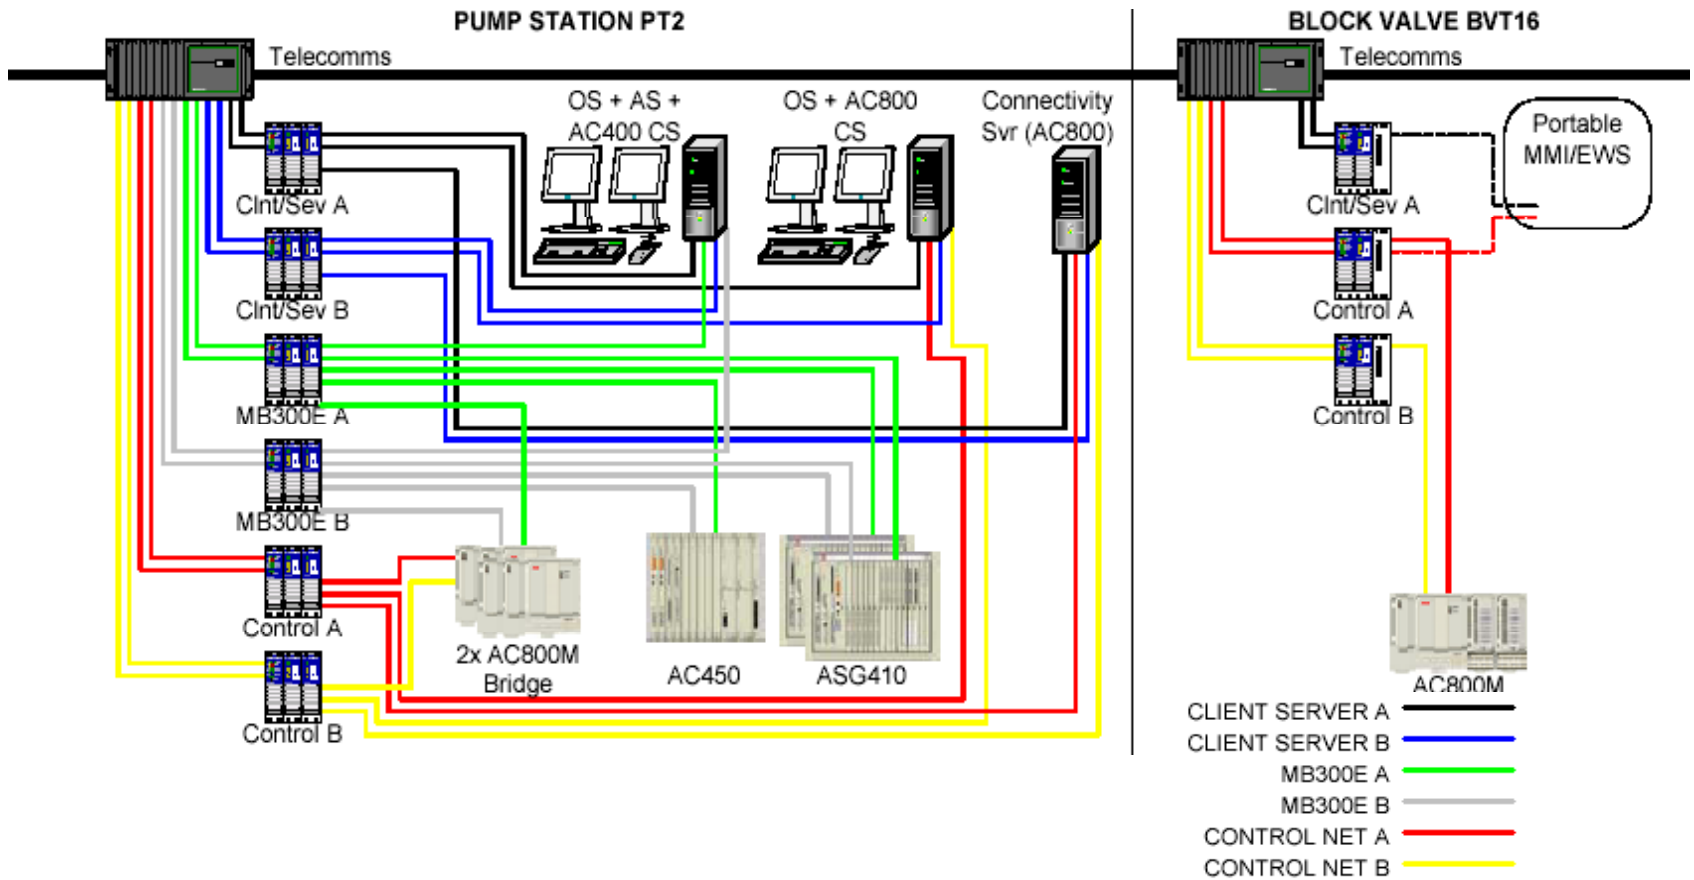 PUMP STATION PT2
BLOCK VALVE BVT16
Telecomms
Telecomms
OS + AS +
AC400 CS
OS + AC800
CS
Connectivity
Svr (AC800)
Portable
MMI/EWS
Clnt/Sev A
Clnt/Sev B
MB300E A
MB300E B
Control A
Control B
2x AC800M
Bridge
AC450
ASG410
Clnt/Sev A
Control A
Control B
AC800M
CLIENT SERVER A
CLIENT SERVER B
MB300E A
MB300E B
CONTROL NET A
CONTROL NET B